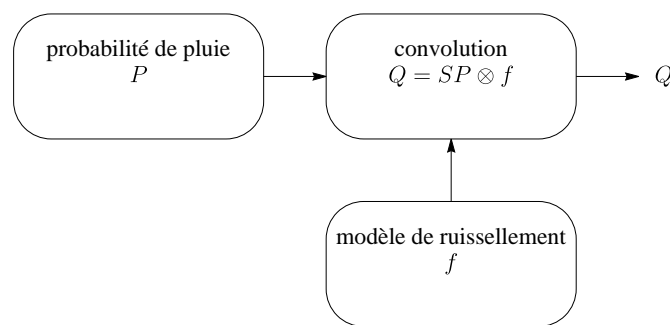 probabilité de pluie
P
convolution
Q = SP ⊗ f
Q
modèle de ruissellement
f